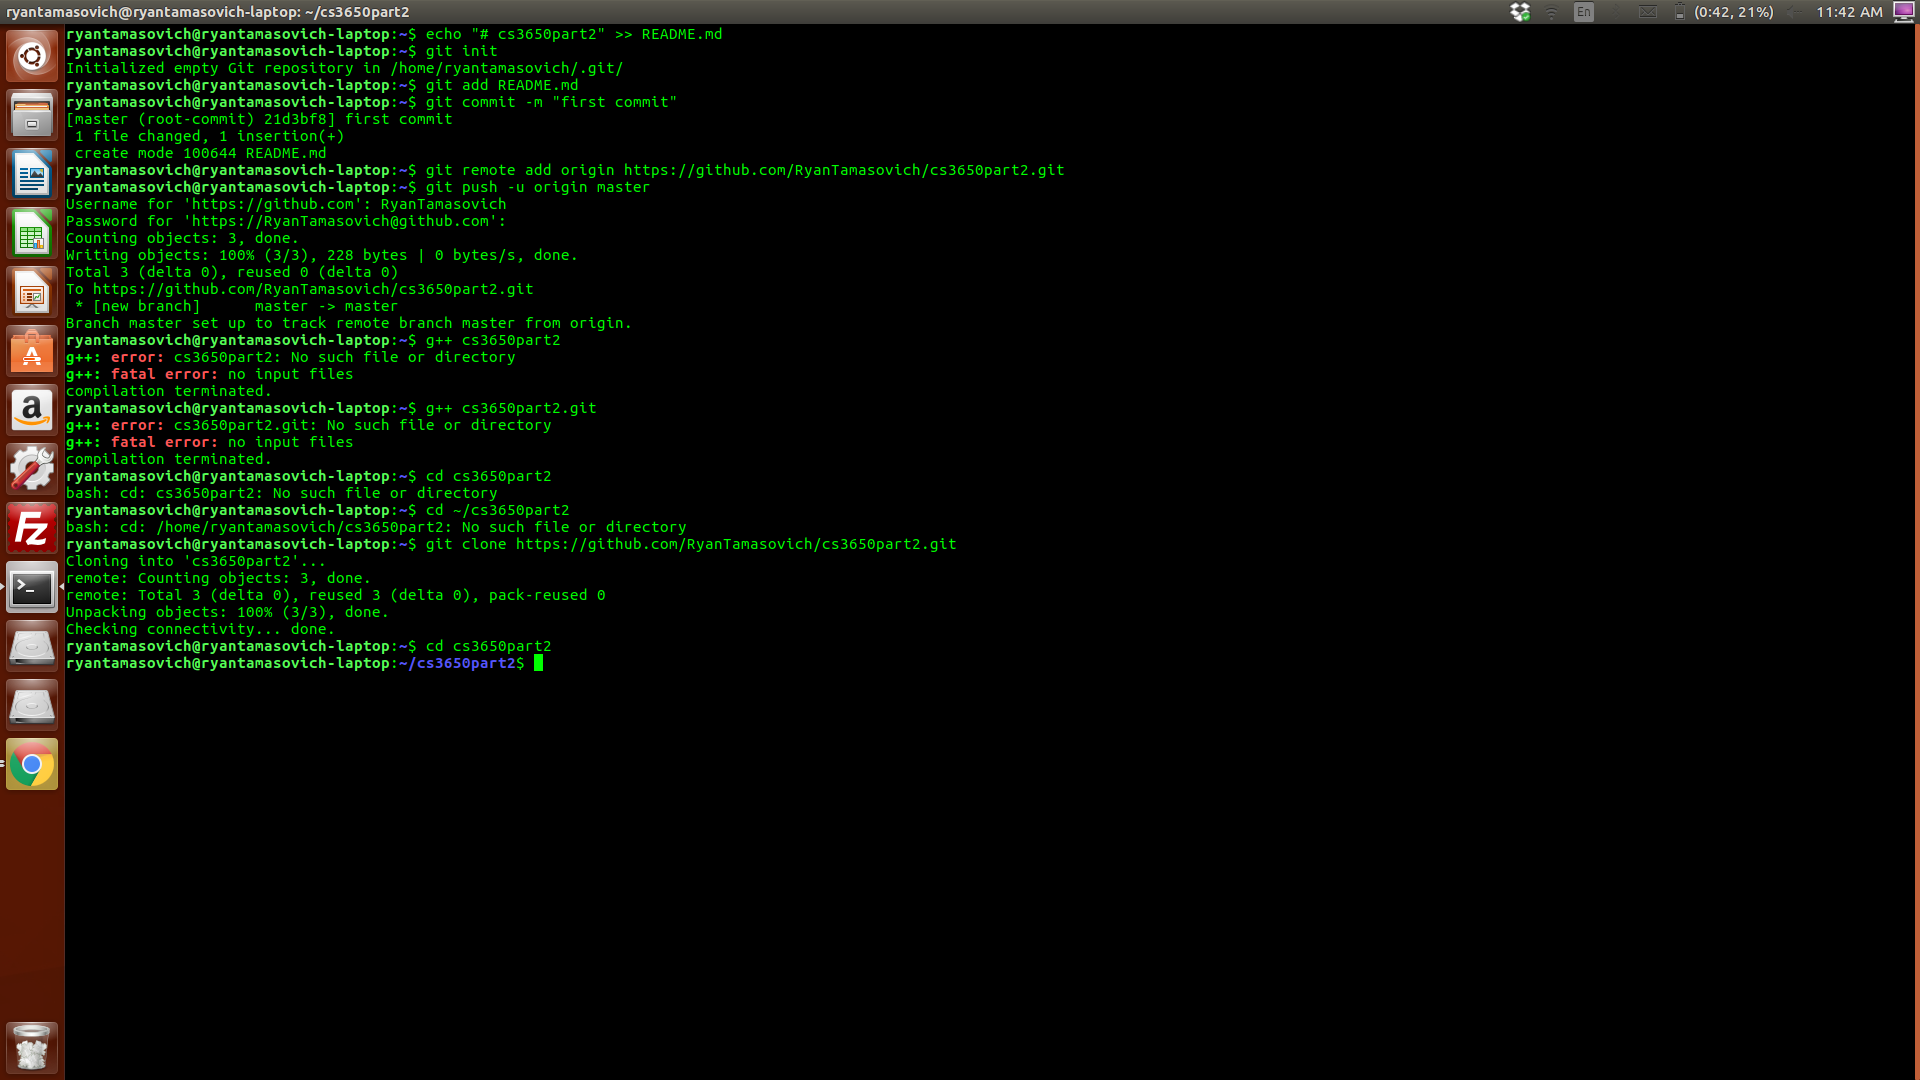 ryantamasovich@ryantamasovich-laptop: ~/cs3650part2
En
(0:42, 21%)
11:42 AM
ryantamasovich@ryantamasovich-laptop:~$ echo "# cs3650part2" >> README.md
ryantamasovich@ryantamasovich-laptop:~$ git init
Initialized empty Git repository in /home/ryantamasovich/.git/
ryantamasovich@ryantamasovich-laptop:~$ git add README.md
ryantamasovich@ryantamasovich-laptop:~$ git commit -m "first commit"
[master (root-commit) 21d3bf8] first commit
 1 file changed, 1 insertion(+)
 create mode 100644 README.md
ryantamasovich@ryantamasovich-laptop:~$ git remote add origin https://github.com/RyanTamasovich/cs3650part2.git
ryantamasovich@ryantamasovich-laptop:~$ git push -u origin master
Username for 'https://github.com': RyanTamasovich
Password for 'https://RyanTamasovich@github.com':
Counting objects: 3, done.
Writing objects: 100% (3/3), 228 bytes | 0 bytes/s, done.
Total 3 (delta 0), reused 0 (delta 0)
To https://github.com/RyanTamasovich/cs3650part2.git
 * [new branch]      master -> master
Branch master set up to track remote branch master from origin.
ryantamasovich@ryantamasovich-laptop:~$ g++ cs3650part2
g++: error: cs3650part2: No such file or directory
g++: fatal error: no input files
compilation terminated.
ryantamasovich@ryantamasovich-laptop:~$ g++ cs3650part2.git
g++: error: cs3650part2.git: No such file or directory
g++: fatal error: no input files
compilation terminated.
ryantamasovich@ryantamasovich-laptop:~$ cd cs3650part2
bash: cd: cs3650part2: No such file or directory
ryantamasovich@ryantamasovich-laptop:~$ cd ~/cs3650part2
bash: cd: /home/ryantamasovich/cs3650part2: No such file or directory
ryantamasovich@ryantamasovich-laptop:~$ git clone https://github.com/RyanTamasovich/cs3650part2.git
Cloning into 'cs3650part2'...
remote: Counting objects: 3, done.
remote: Total 3 (delta 0), reused 3 (delta 0), pack-reused 0
Unpacking objects: 100% (3/3), done.
Checking connectivity... done.
ryantamasovich@ryantamasovich-laptop:~$ cd cs3650part2
ryantamasovich@ryantamasovich-laptop:~/cs3650part2$